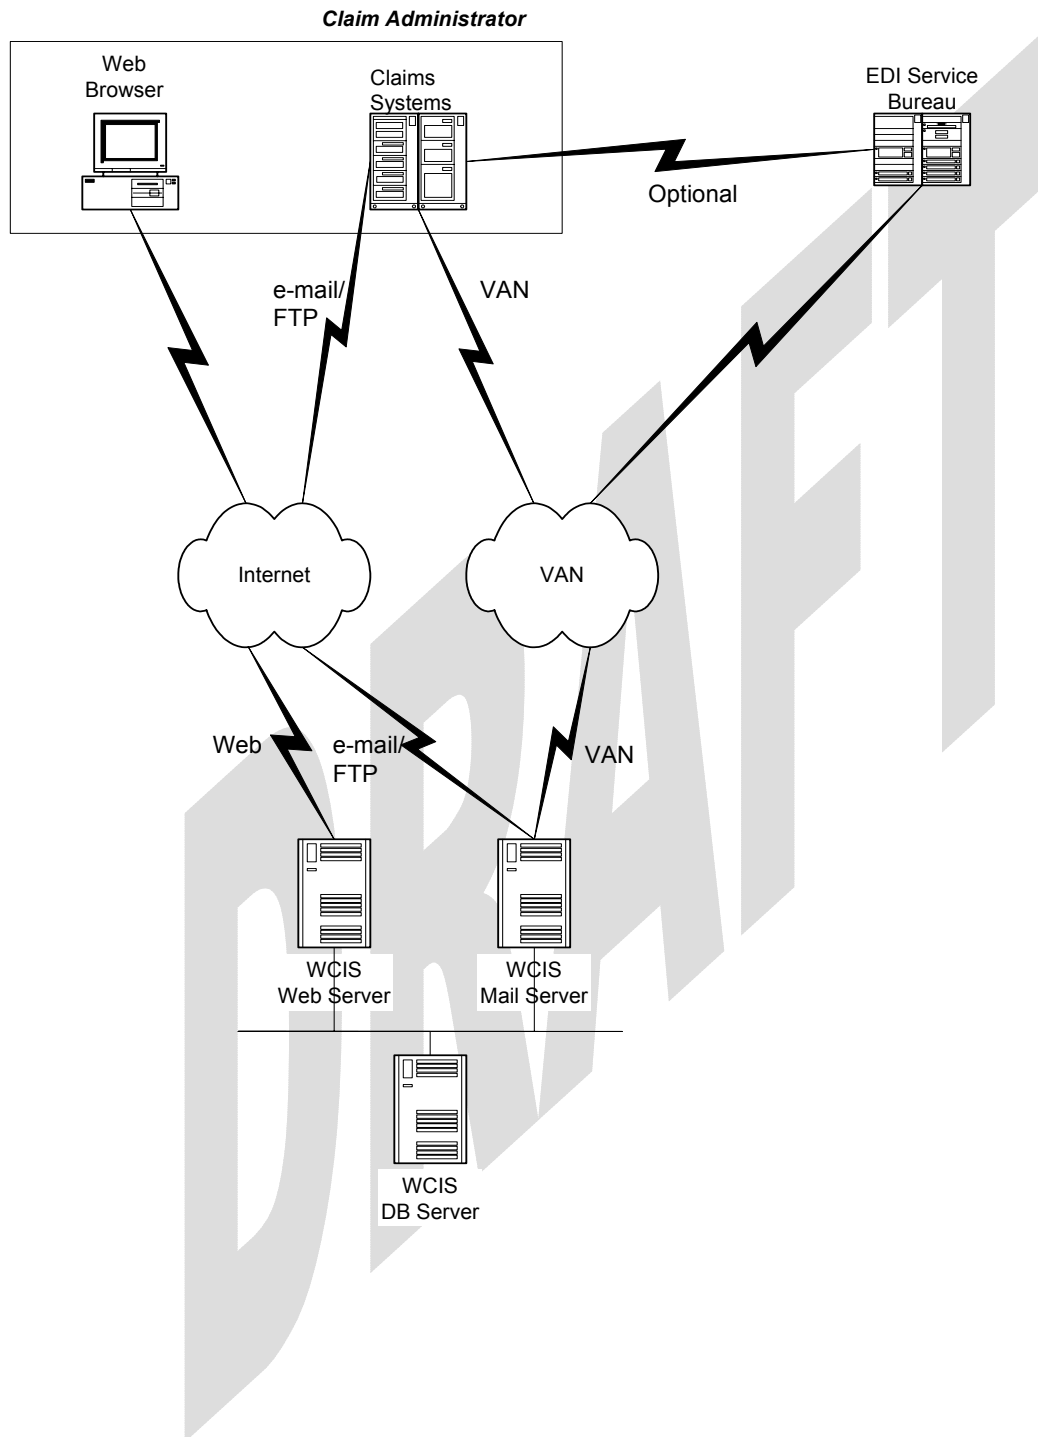 Claim Administrator
Web
Browser
Claims
Systems
EDI Service
Bureau
Optional
e-mail/
FTP
VAN
Internet
VAN
Web
e-mail/
FTP
VAN
WCIS
Web Server
WCIS
Mail Server
WCIS
DB Server
DRAFT